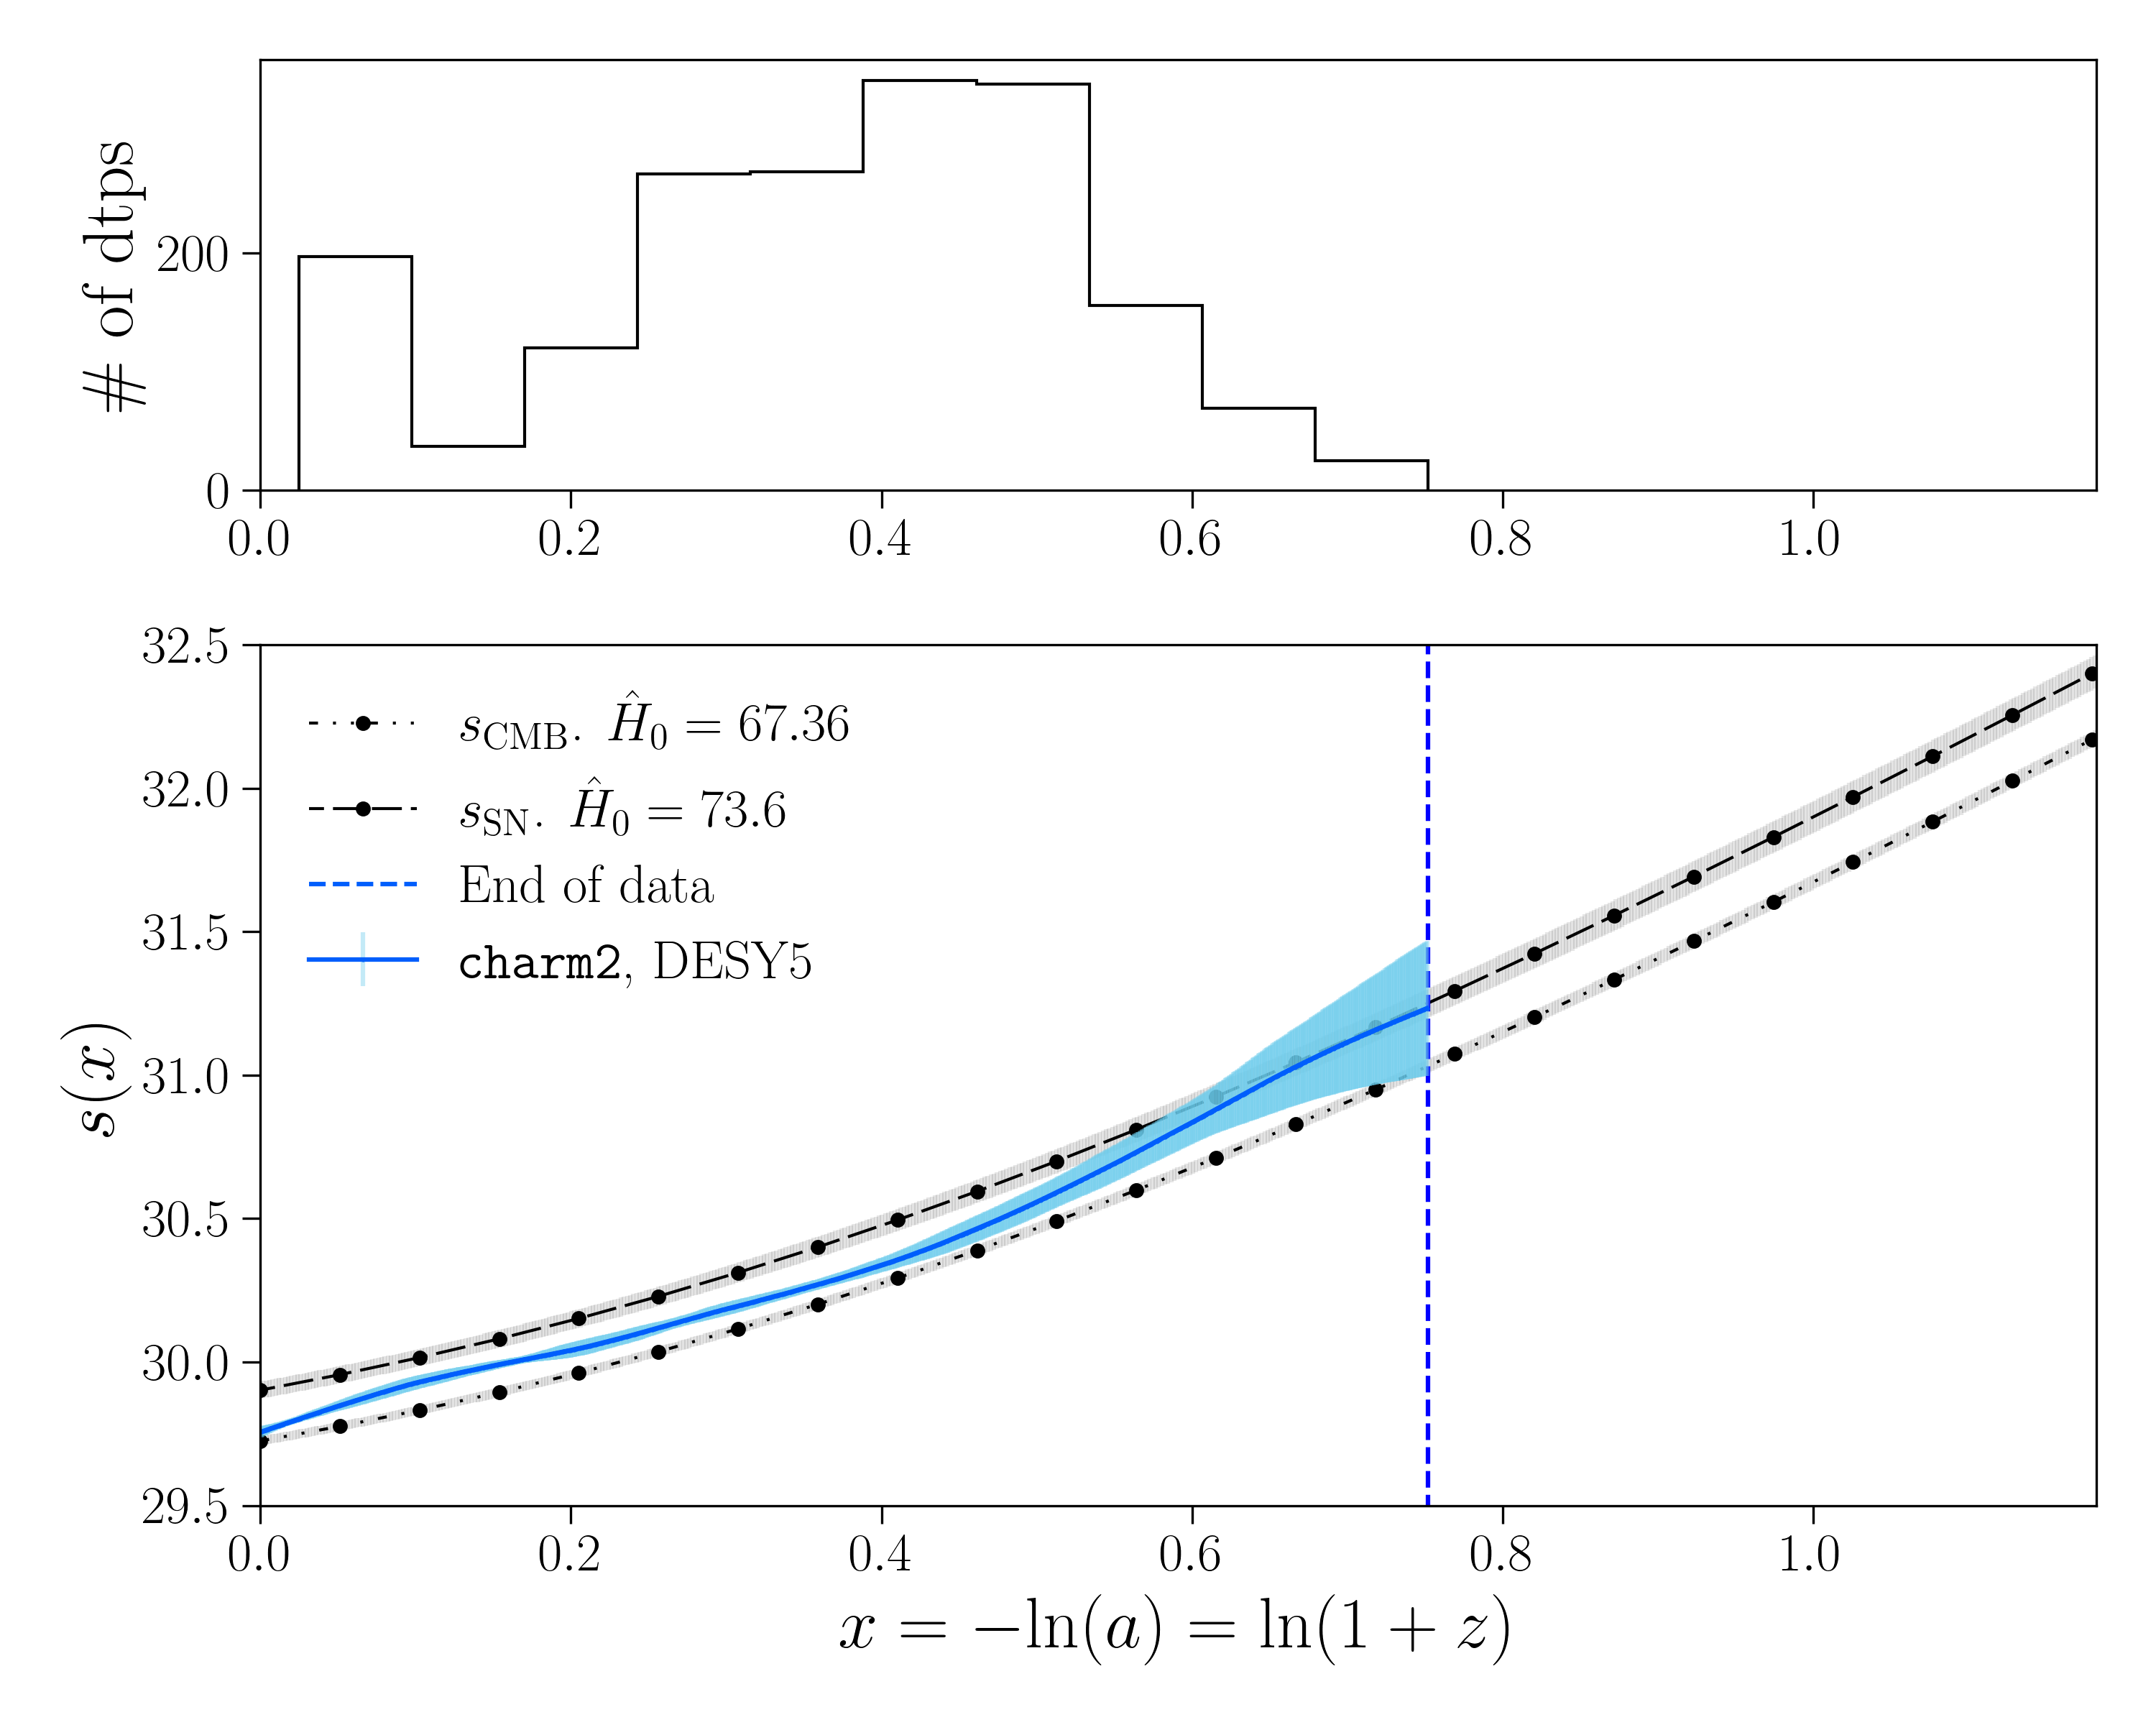 # of dtps
200
0
0.0 0.2 0.4 0.6 0.8 1.0
s(x)
32.5
32.0
31.5
31.0
30.5
30.0
29.5
s_CMB. Ĥ_0 = 67.36
s_SN. Ĥ_0 = 73.6
End of data
charm2, DESY5
0.0 0.2 0.4 0.6 0.8 1.0
x = −ln(a) = ln(1 + z)